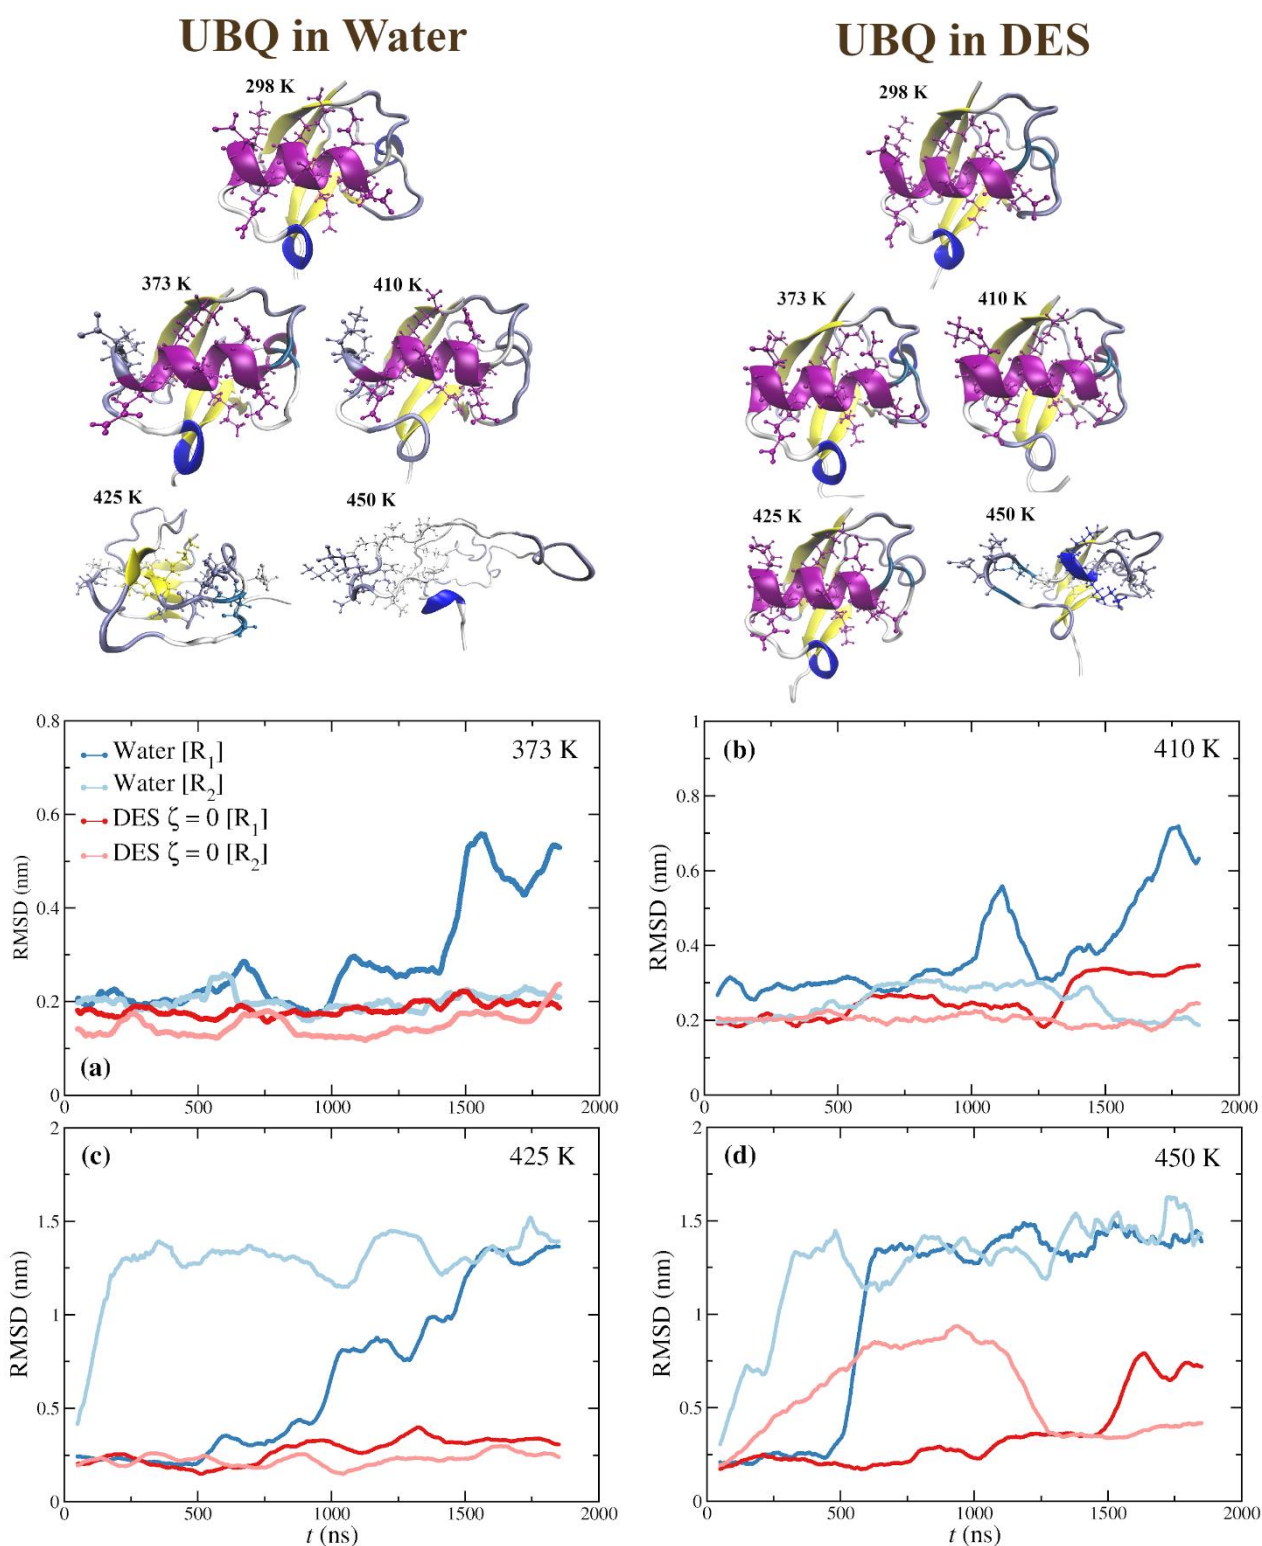 UBQ in Water
UBQ in DES
298 K
298 K
373 K
410 K
373 K
410 K
425 K
450 K
425 K
450 K
0.8
0.6
0.4
0.2
0
RMSD (nm)
Water [R1]
Water [R2]
DES ζ = 0 [R1]
DES ζ = 0 [R2]
373 K
(a)
0 500 1000 1500 2000
1
0.8
0.6
0.4
0.2
0
RMSD (nm)
(b)
410 K
0 500 1000 1500 2000
2
1.5
1
0.5
0
RMSD (nm)
(c)
425 K
0 500 1000 1500 2000
t (ns)
2
1.5
1
0.5
0
RMSD (nm)
(d)
450 K
0 500 1000 1500 2000
t (ns)